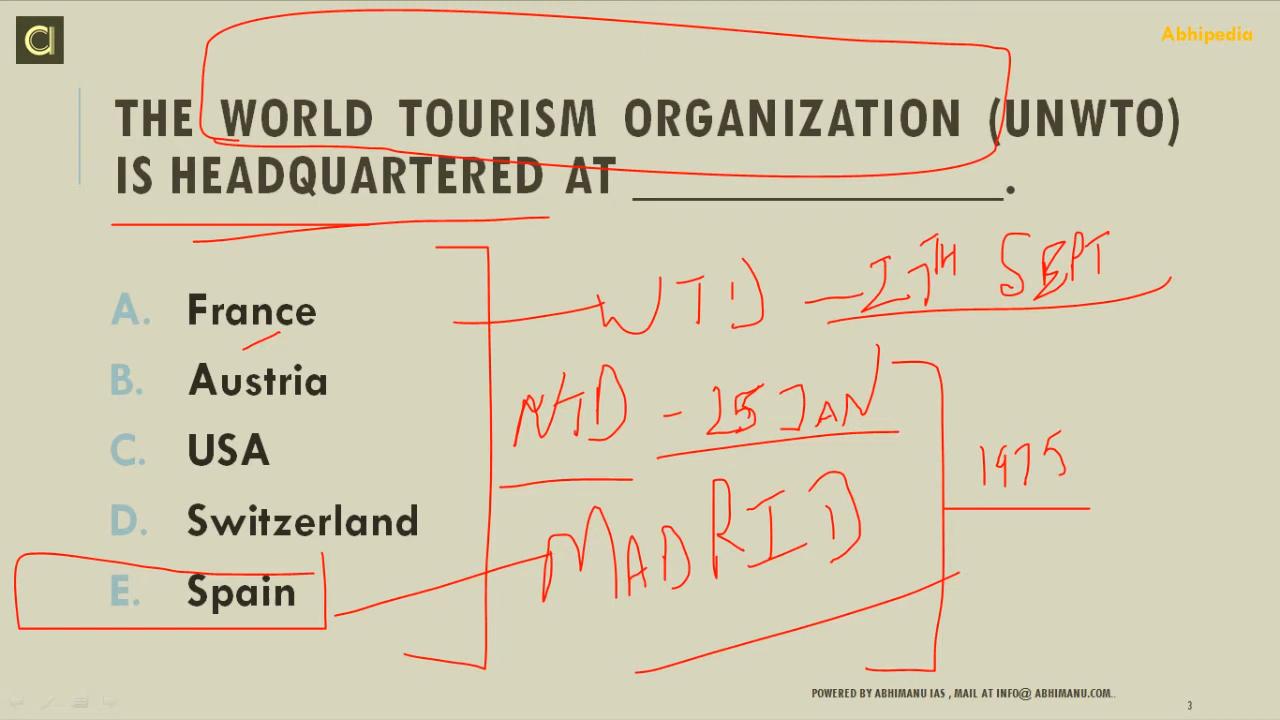 Abhipedia
THE WORLD TOURISM ORGANIZATION (UNWTO)
IS HEADQUARTERED AT ____________.
A. France
B. Austria
C. USA
D. Switzerland
E. Spain
WTD - 27TH SEPT
NTD - 25 JAN
1975
MADRID
POWERED BY ABHIMANU IAS , MAIL AT INFO@ ABHIMANU.COM..
3